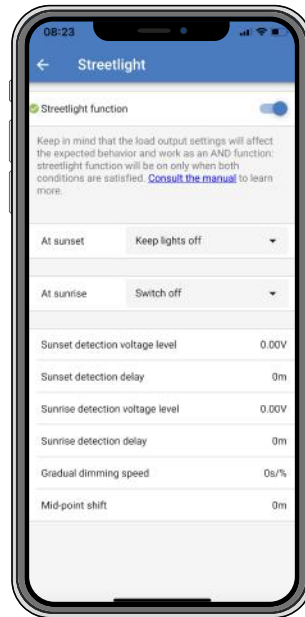 08:23
Streetlight
Streetlight function
Keep in mind that the load output settings will affect
the expected behavior and work as an AND function:
streetlight function will be on only when both
conditions are satisfied. Consult the manual to learn
more.
At sunset Keep lights off
At sunrise Switch off
Sunset detection voltage level 0.00V
Sunset detection delay 0m
Sunrise detection voltage level 0.00V
Sunrise detection delay 0m
Gradual dimming speed 0s/%
Mid-point shift 0m